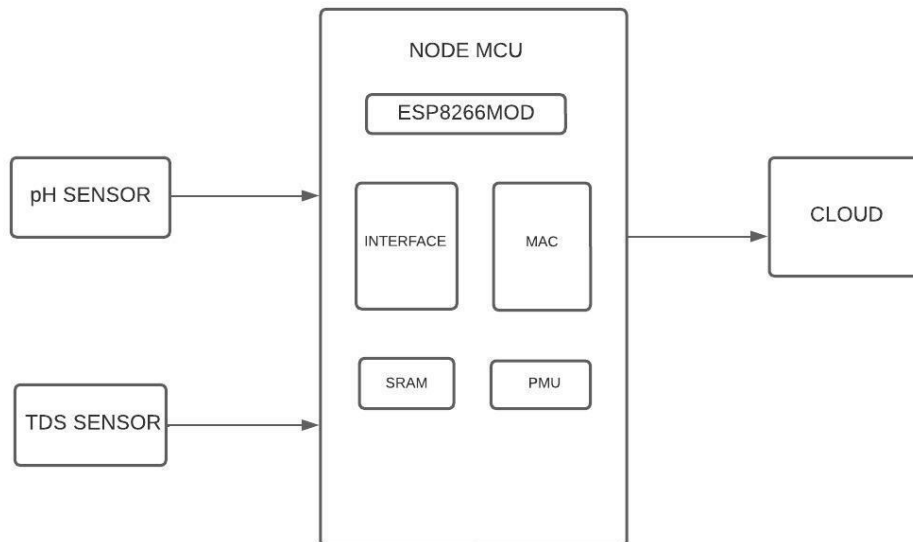 NODE MCU
ESP8266MOD
pH SENSOR
INTERFACE
MAC
CLOUD
SRAM
PMU
TDS SENSOR